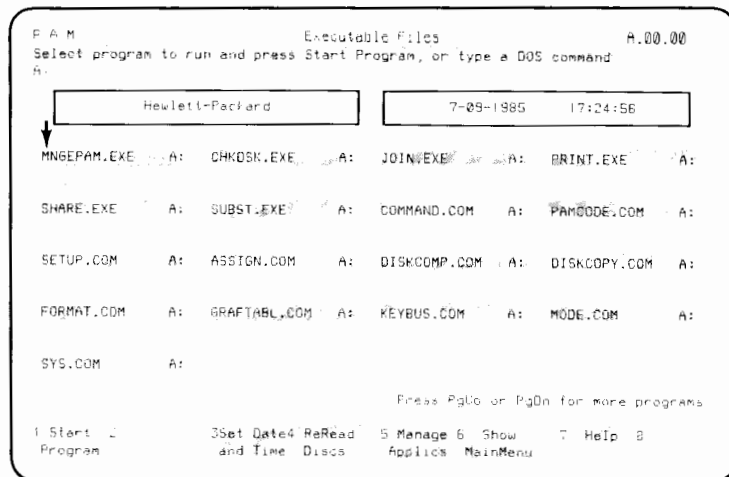 P A M Executable Files A.00.00
Select program to run and press Start Program, or type a DOS command
A:
Hewlett-Packard 7-09-1985 17:24:56
MNGEPAM.EXE A: CHKDSK.EXE A: JOIN.EXE A: PRINT.EXE A:
SHARE.EXE A: SUBST.EXE A: COMMAND.COM A: PAMCODE.COM A:
SETUP.COM A: ASSIGN.COM A: DISKCOMP.COM A: DISKCOPY.COM A:
FORMAT.COM A: GRAFTABL.COM A: KEYBUS.COM A: MODE.COM A:
SYS.COM A:
Press PgUp or PgDn for more programs
1 Start 2 3Set Date4 ReRead 5 Manage 6 Show 7 Help 8
Program and Time Discs Applics MainMenu